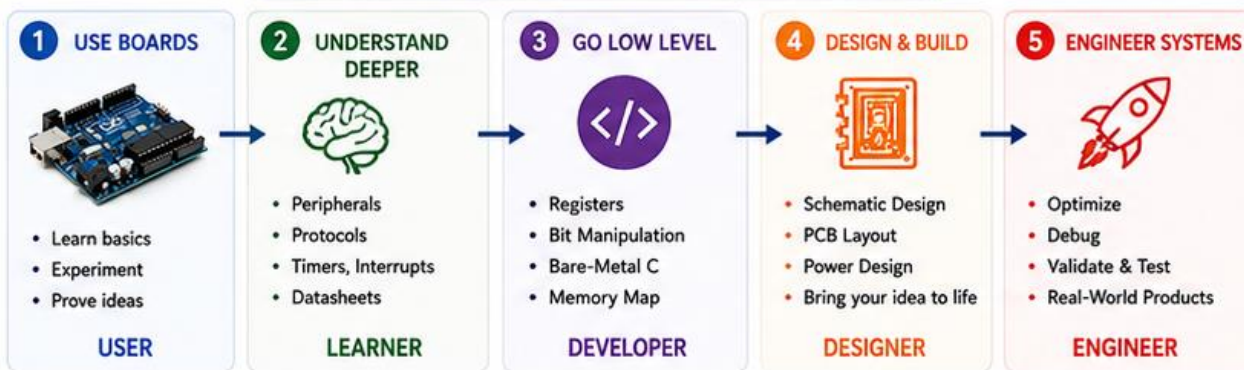 1 USE BOARDS
• Learn basics
• Experiment
• Prove ideas
USER
2 UNDERSTAND
DEEPER
• Peripherals
• Protocols
• Timers, Interrupts
• Datasheets
LEARNER
3 GO LOW LEVEL
</>
• Registers
• Bit Manipulation
• Bare-Metal C
• Memory Map
DEVELOPER
4 DESIGN & BUILD
• Schematic Design
• PCB Layout
• Power Design
• Bring your idea to life
DESIGNER
5 ENGINEER SYSTEMS
• Optimize
• Debug
• Validate & Test
• Real-World Products
ENGINEER